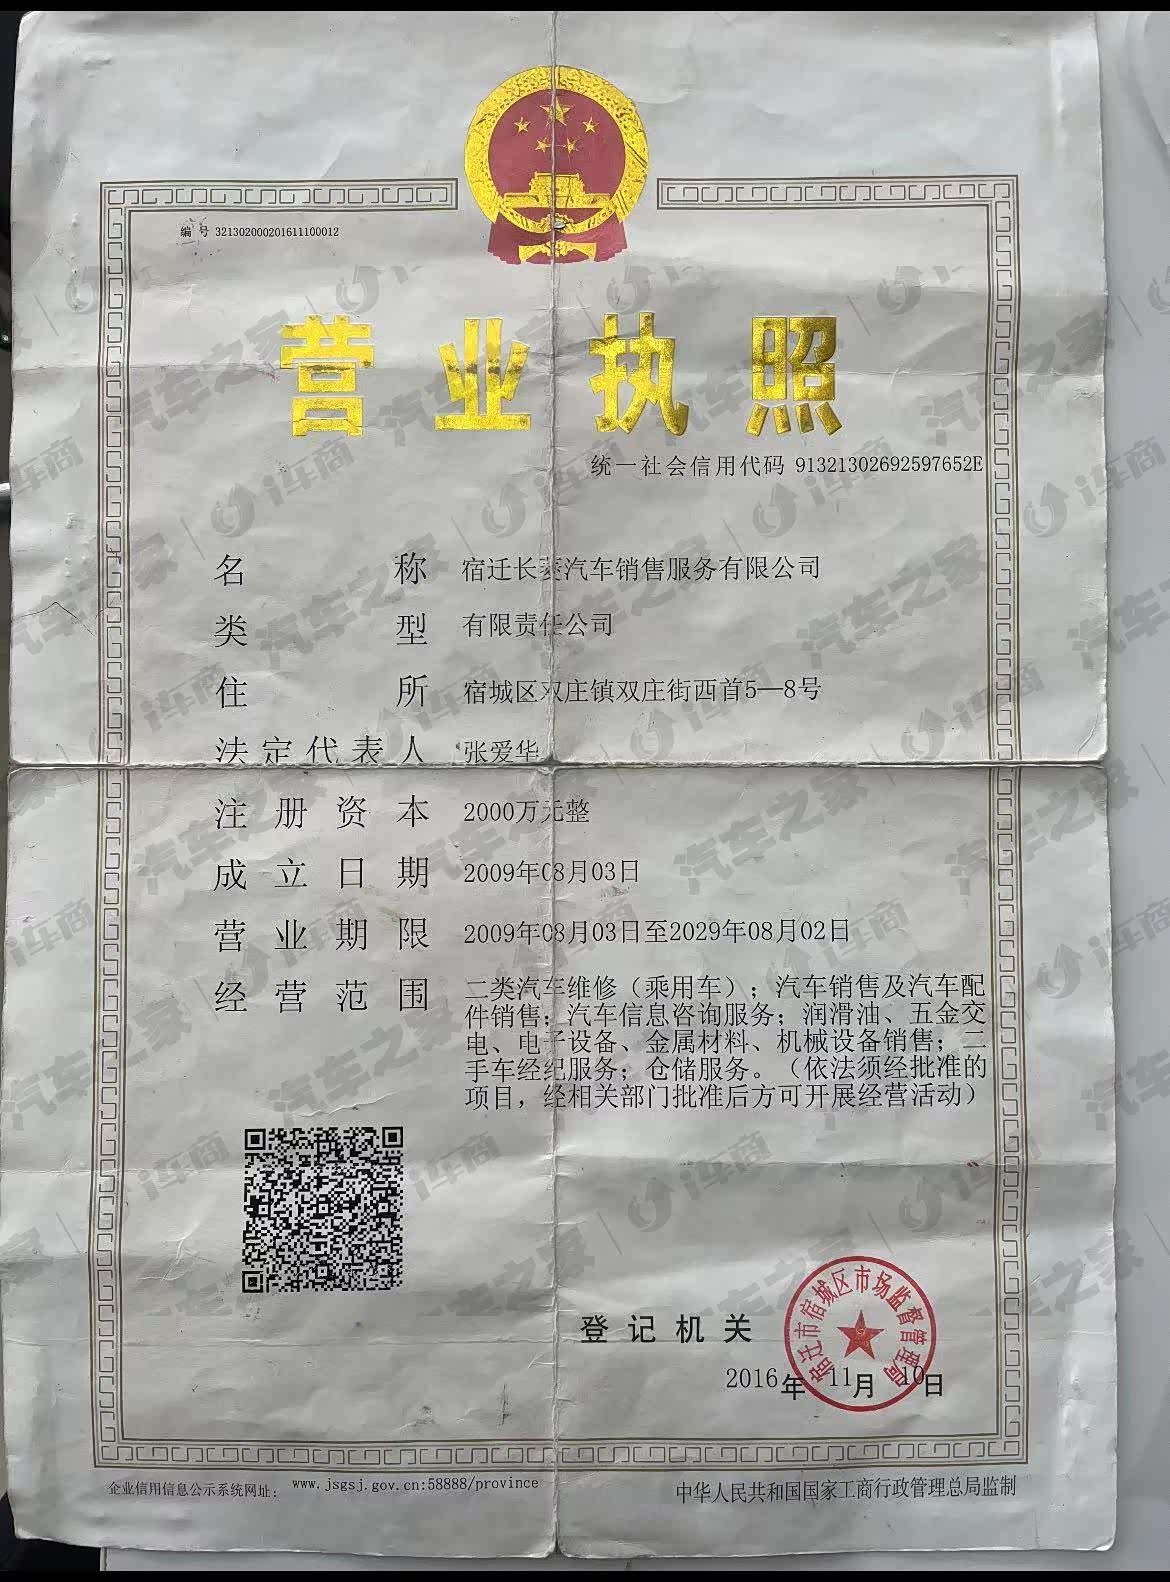 编 号 321302000201611100012
营业执照
统一社会信用代码 91321302692597652E
名称 宿迁长菱汽车销售服务有限公司
类型 有限责任公司
住所 宿城区双庄镇双庄街西首5—8号
法定代表人 张爱华
注册资本 2000万元整
成立日期 2009年08月03日
营业期限 2009年08月03日至2029年08月02日
经营范围 二类汽车维修（乘用车）；汽车销售及汽车配
件销售；汽车信息咨询服务；润滑油、五金交
电、电子设备、金属材料、机械设备销售；二
手车经纪服务；仓储服务。（依法须经批准的
项目，经相关部门批准后方可开展经营活动）
登记机关
宿迁市宿城区市场监督管理局
2016年11月10日
企业信用信息公示系统网址： www.jsgsj.gov.cn:58888/province
中华人民共和国国家工商行政管理总局监制
汽车之家 i车商